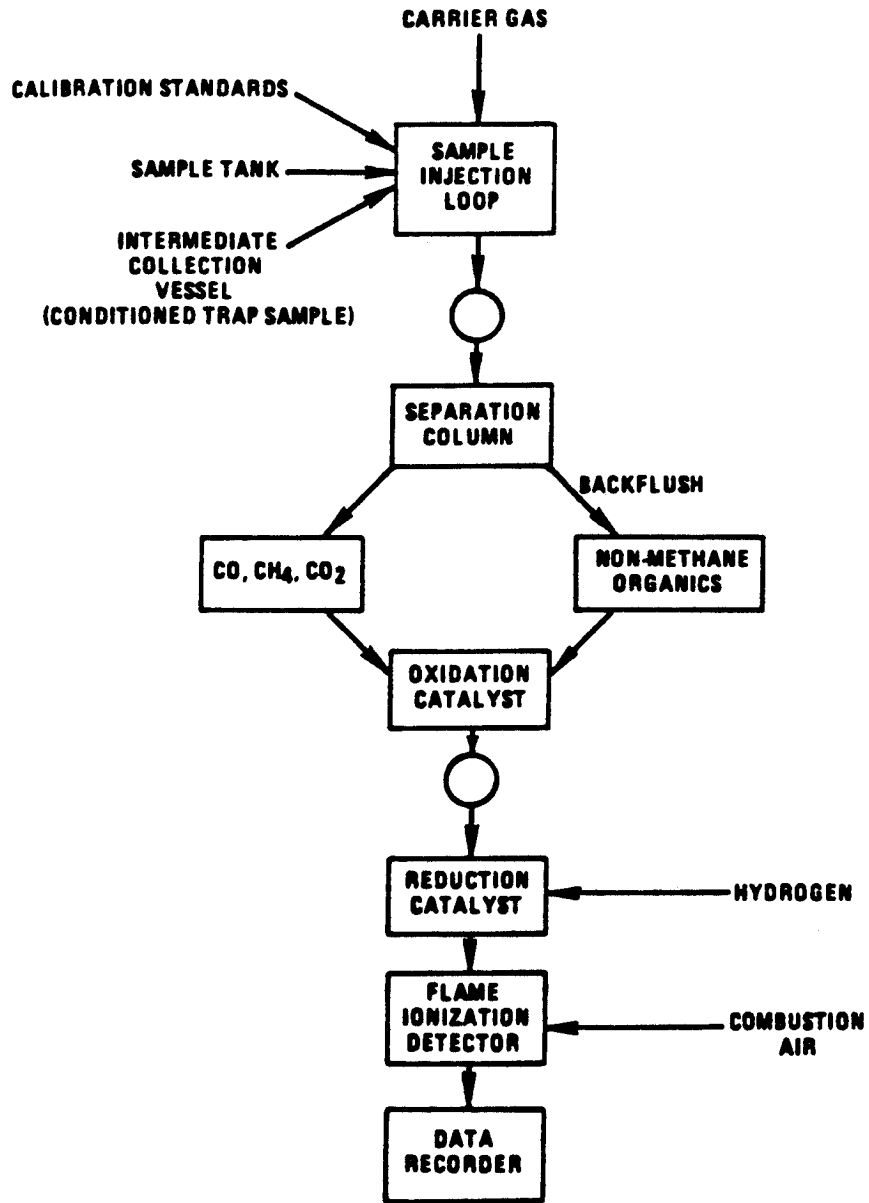 CARRIER GAS
CALIBRATION STANDARDS
SAMPLE
INJECTION
LOOP
SAMPLE TANK
INTERMEDIATE
COLLECTION
VESSEL
(CONDITIONED TRAP SAMPLE)
SEPARATION
COLUMN
BACKFLUSH
CO, CH4, CO2
NON-METHANE
ORGANICS
OXIDATION
CATALYST
REDUCTION
CATALYST
HYDROGEN
FLAME
IONIZATION
DETECTOR
COMBUSTION
AIR
DATA
RECORDER